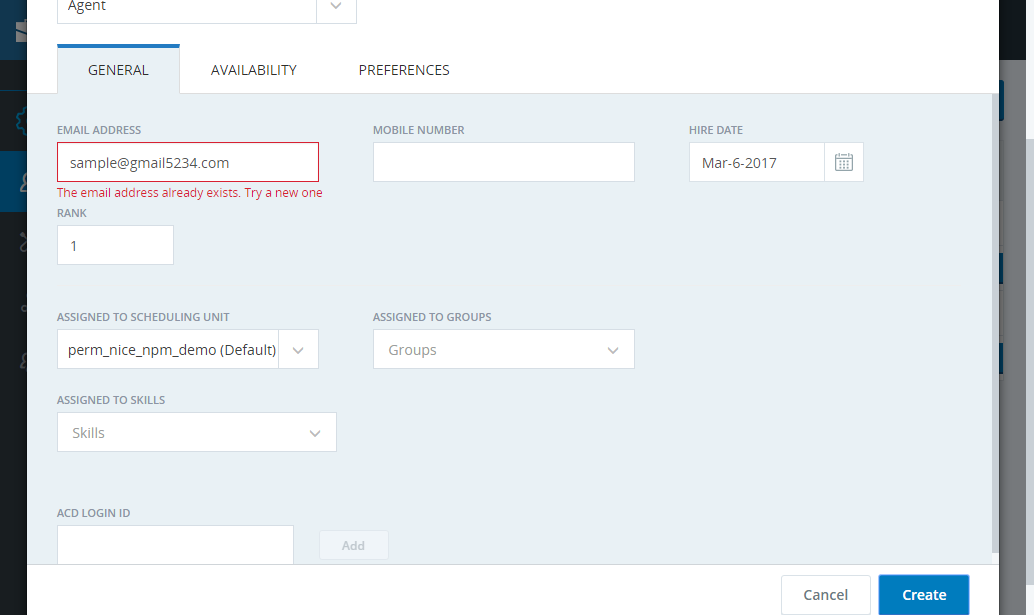 Agent
GENERAL AVAILABILITY PREFERENCES
EMAIL ADDRESS MOBILE NUMBER HIRE DATE
sample@gmail5234.com Mar-6-2017
The email address already exists. Try a new one
RANK
1
ASSIGNED TO SCHEDULING UNIT ASSIGNED TO GROUPS
perm_nice_npm_demo (Default) Groups
ASSIGNED TO SKILLS
Skills
ACD LOGIN ID
Add
Cancel Create